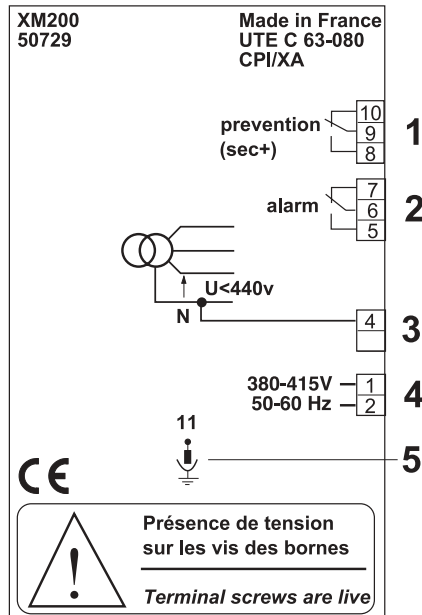 XM200
50729
Made in France
UTE C 63-080
CPI/XA
prevention
(sec+)
10
9
8
1
alarm
7
6
5
2
U<440v
N
4
3
380-415V
50-60 Hz
1
2
4
11
5
CE
!
Présence de tension
sur les vis des bornes
Terminal screws are live